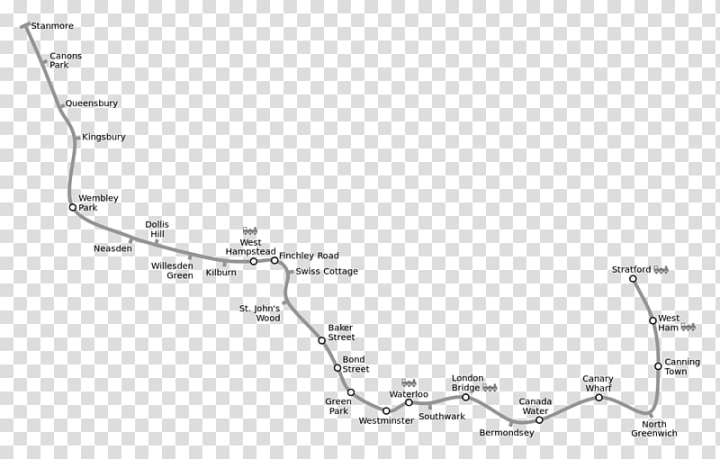 Stanmore
Canons
Park
Queensbury
Kingsbury
Wembley
Park
Neasden
Dollis
Hill
Willesden
Green
Kilburn
West
Hampstead
Finchley Road
Swiss Cottage
St. John's
Wood
Baker
Street
Bond
Street
Green
Park
Westminster
Waterloo
Southwark
London
Bridge
Bermondsey
Canada
Water
Canary
Wharf
North
Greenwich
Canning
Town
West
Ham
Stratford